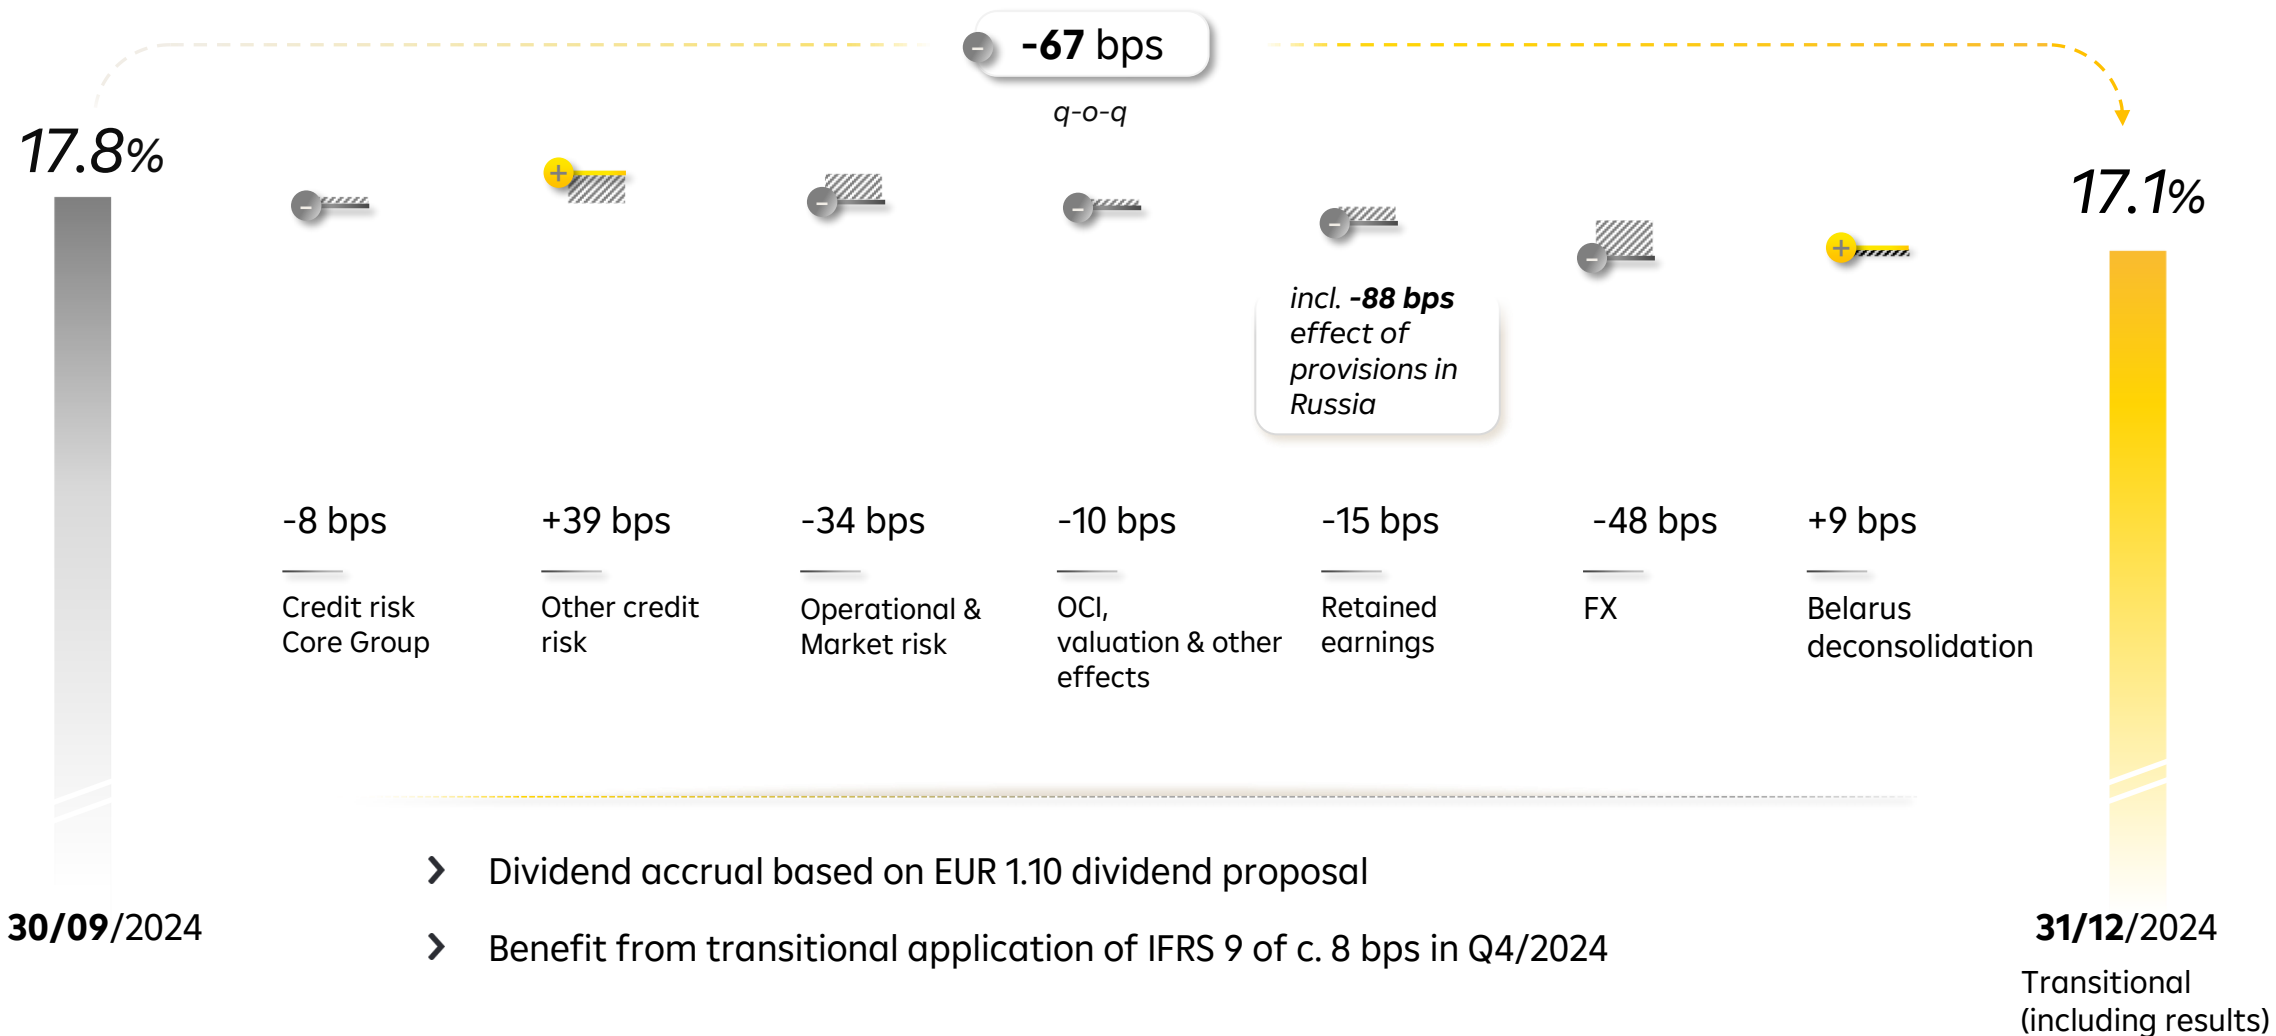 -67 bps
q-o-q
17.8%
17.1%
incl. -88 bps
effect of
provisions in
Russia
-8 bps
Credit risk
Core Group
+39 bps
Other credit
risk
-34 bps
Operational &
Market risk
-10 bps
OCI,
valuation & other
effects
-15 bps
Retained
earnings
-48 bps
FX
+9 bps
Belarus
deconsolidation
Dividend accrual based on EUR 1.10 dividend proposal
Benefit from transitional application of IFRS 9 of c. 8 bps in Q4/2024
30/09/2024
31/12/2024
Transitional
(including results)